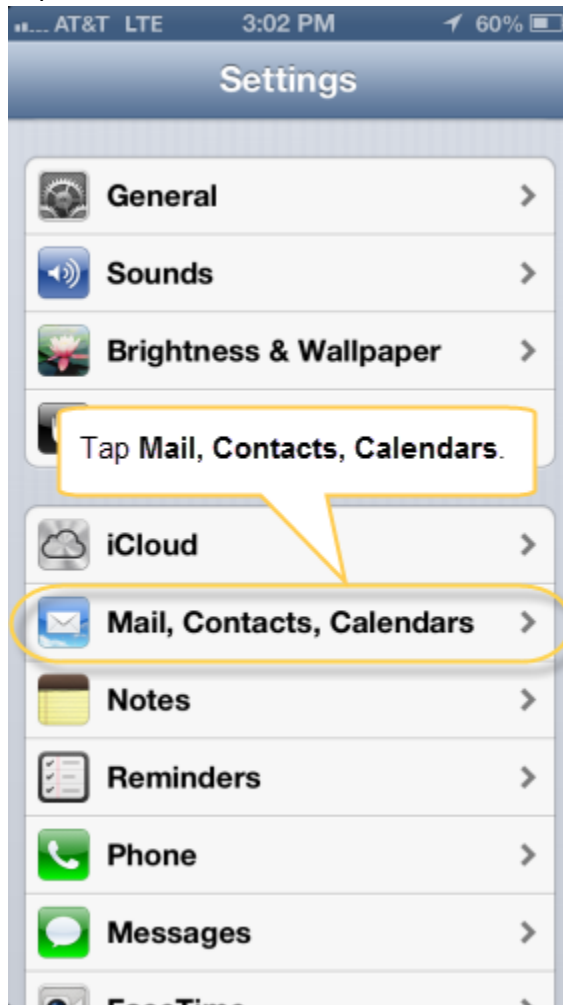 AT&T LTE 3:02 PM 60%
Settings
General
Sounds
Brightness & Wallpaper
Tap Mail, Contacts, Calendars.
iCloud
Mail, Contacts, Calendars
Notes
Reminders
Phone
Messages
FaceTime